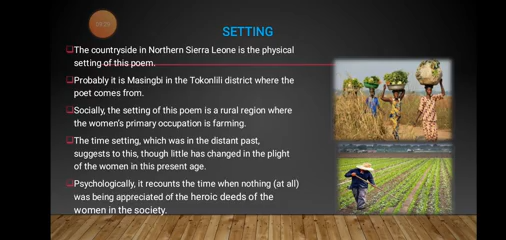 SETTING
The countryside in Northern Sierra Leone is the physical
setting of this poem.
Probably it is Masingbi in the Tokonlili district where the
poet comes from.
Socially, the setting of this poem is a rural region where
the women's primary occupation is farming.
The time setting, which was in the distant past,
suggests to this, though little has changed in the plight
of the women in this present age.
Psychologically, it recounts the time when nothing (at all)
was being appreciated of the heroic deeds of the
women in the society.